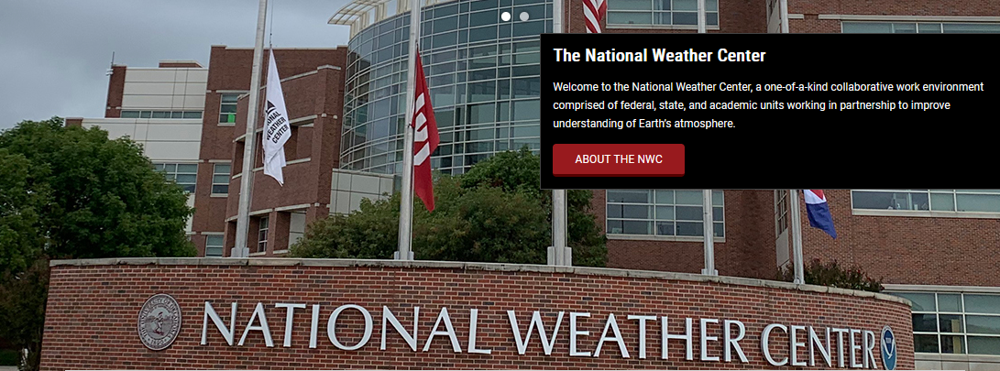 The National Weather Center
Welcome to the National Weather Center, a one-of-a-kind collaborative work environment
comprised of federal, state, and academic units working in partnership to improve
understanding of Earth's atmosphere.
ABOUT THE NWC
NATIONAL
WEATHER
CENTER
NATIONAL WEATHER CENTER